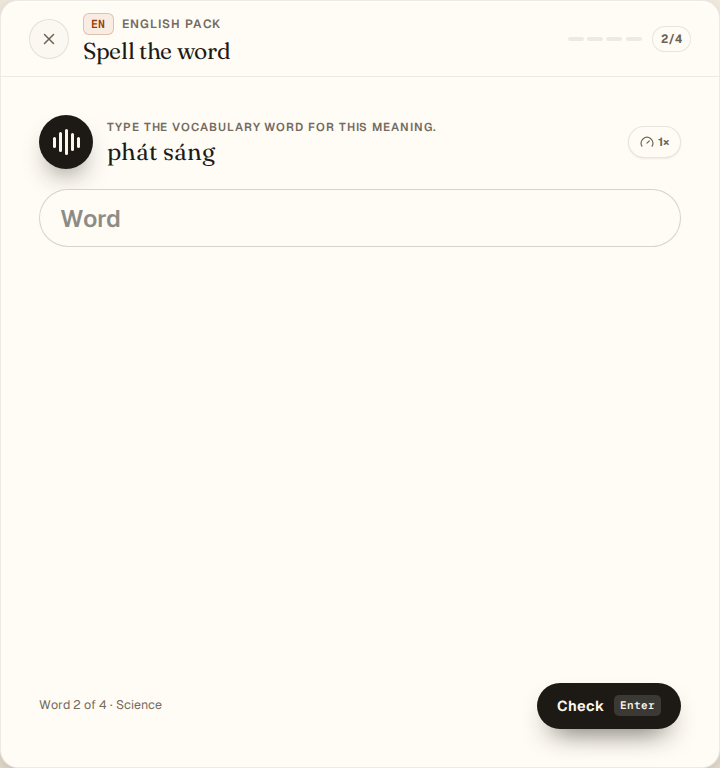 EN ENGLISH PACK
Spell the word
2/4
TYPE THE VOCABULARY WORD FOR THIS MEANING.
phát sáng
1×
Word
Word 2 of 4 · Science
Check Enter